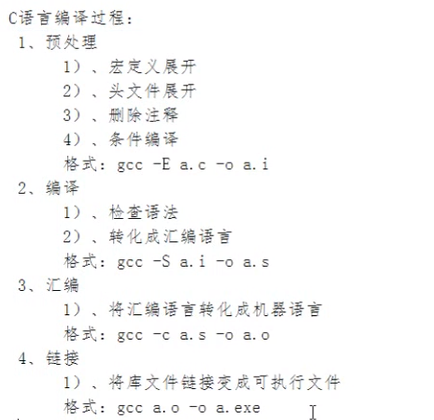 C语言编译过程：
1、预处理
1）、宏定义展开
2）、头文件展开
3）、删除注释
4）、条件编译
格式：gcc -E a.c -o a.i
2、编译
1）、检查语法
2）、转化成汇编语言
格式：gcc -S a.i -o a.s
3、汇编
1）、将汇编语言转化成机器语言
格式：gcc -c a.s -o a.o
4、链接
1）、将库文件链接变成可执行文件
格式：gcc a.o -o a.exe